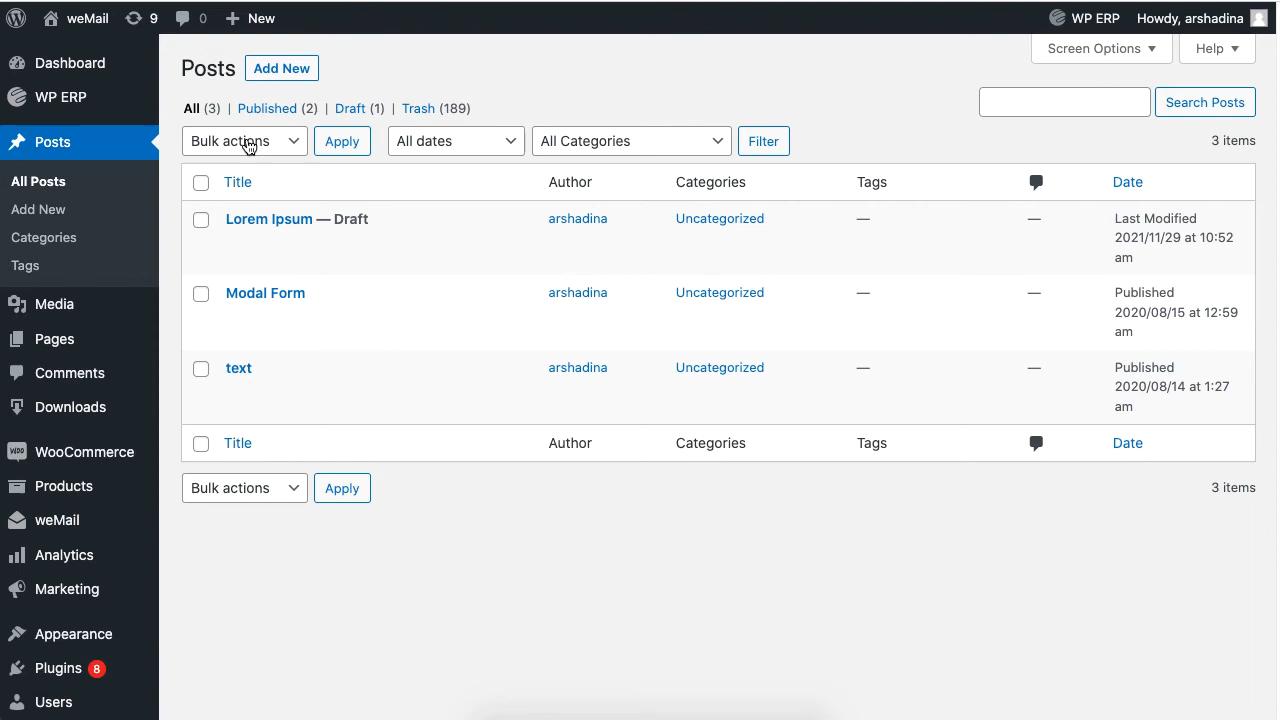 weMail 9 0 + New WP ERP Howdy, arshadina
Screen Options Help
Dashboard
WP ERP
Posts
All Posts
Add New
Categories
Tags
Media
Pages
Comments
Downloads
WooCommerce
Products
weMail
Analytics
Marketing
Appearance
Plugins 8
Users
Posts Add New
All (3) | Published (2) | Draft (1) | Trash (189)
Search Posts
Bulk actions Apply All dates All Categories Filter 3 items
Title Author Categories Tags Date
Lorem Ipsum — Draft arshadina Uncategorized — — Last Modified
2021/11/29 at 10:52
am
Modal Form arshadina Uncategorized — — Published
2020/08/15 at 12:59
am
text arshadina Uncategorized — — Published
2020/08/14 at 1:27
am
Title Author Categories Tags Date
Bulk actions Apply 3 items